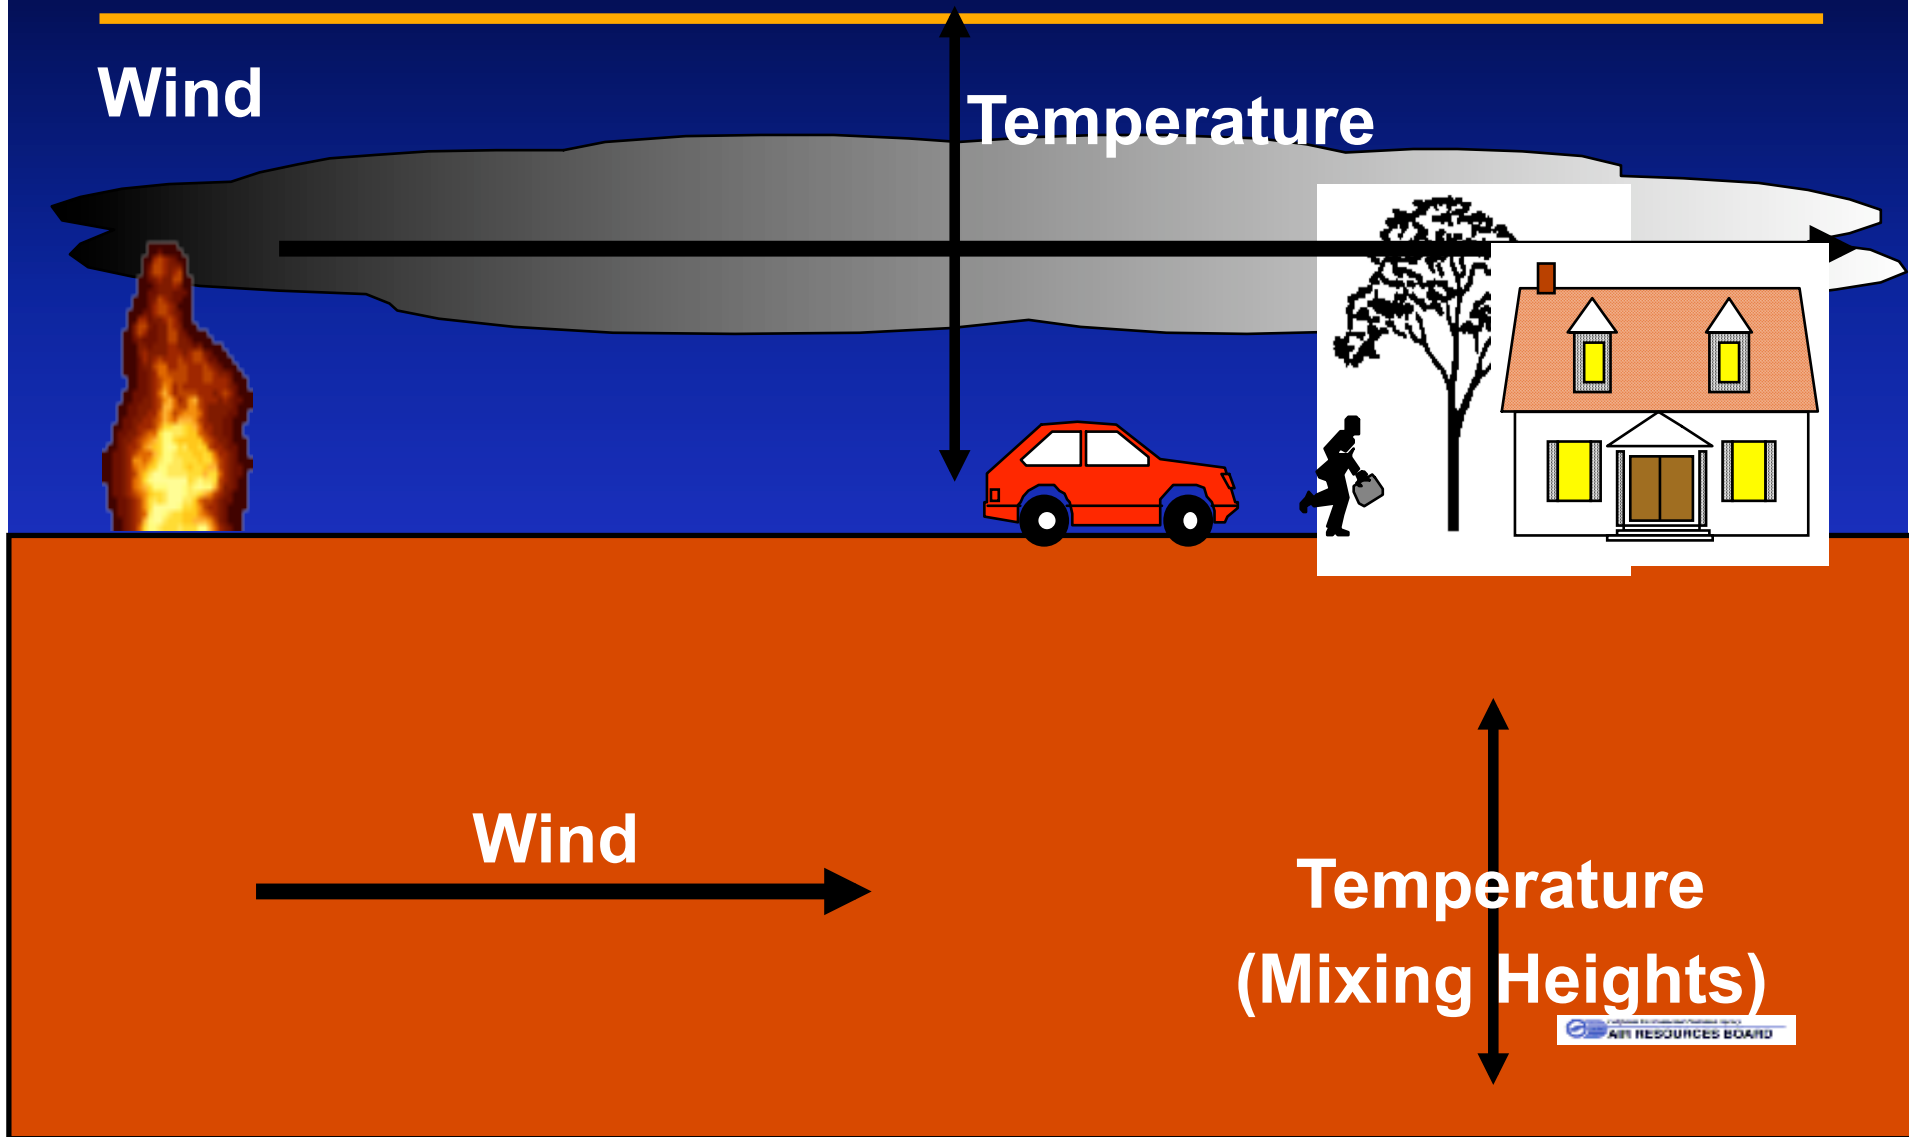 Wind
Temperature
Wind
Temperature
(Mixing Heights)
AIR RESOURCES BOARD